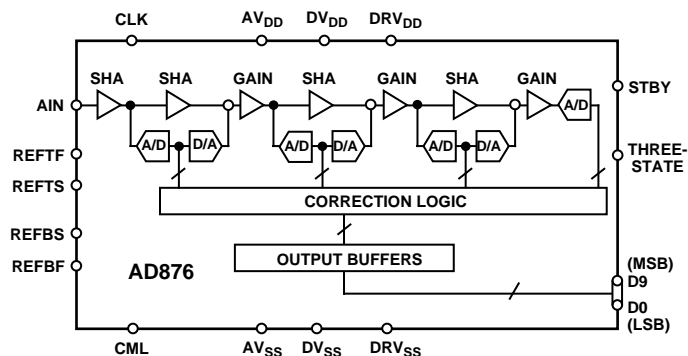 CLK AVDD DVDD DRVDD
SHA SHA GAIN SHA GAIN SHA GAIN
AIN
A/D
STBY
A/D D/A A/D D/A A/D D/A
REFTF
THREE-
STATE
REFTS
CORRECTION LOGIC
REFBS
OUTPUT BUFFERS
REFBF
AD876
(MSB)
D9
D0
(LSB)
CML AVSS DVSS DRVSS